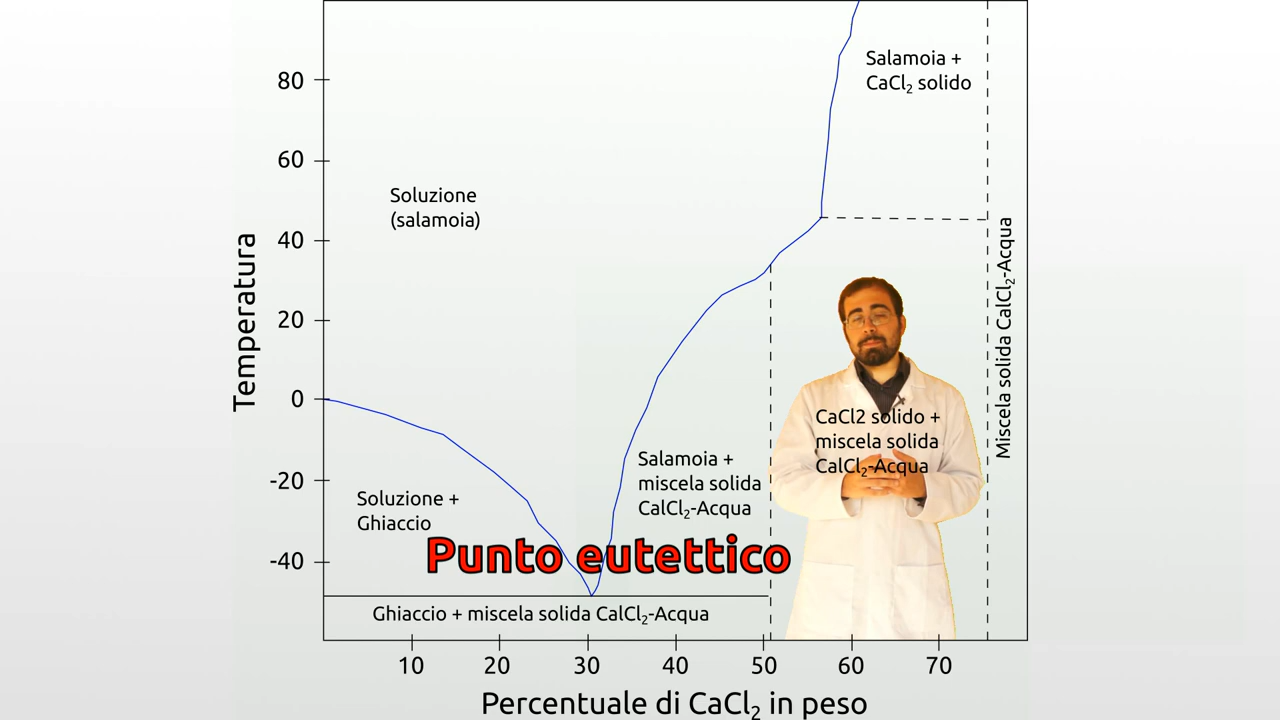 Salamoia +
CaCl₂ solido
80
60
Soluzione
(salamoia)
40
Temperatura
20
0
Miscela solida CalCl₂-Acqua
CaCl2 solido +
miscela solida
CalCl₂-Acqua
Salamoia +
miscela solida
CalCl₂-Acqua
-20
Soluzione +
Ghiaccio
-40
Punto eutettico
Ghiaccio + miscela solida CalCl₂-Acqua
10 20 30 40 50 60 70
Percentuale di CaCl₂ in peso